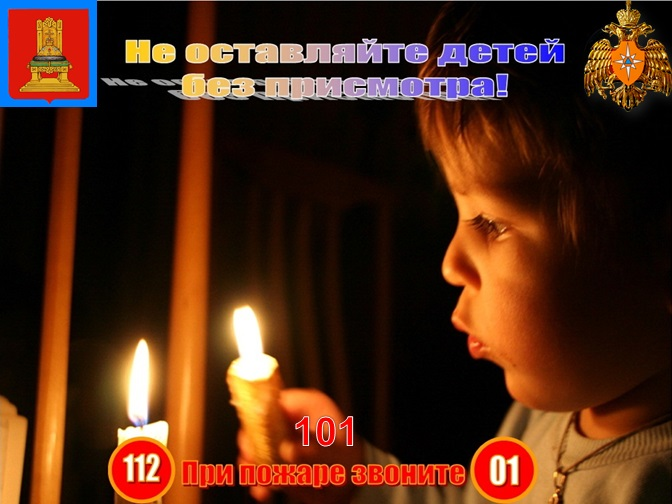 Не оставляйте детей
без присмотра!
101
112 При пожаре звоните 01